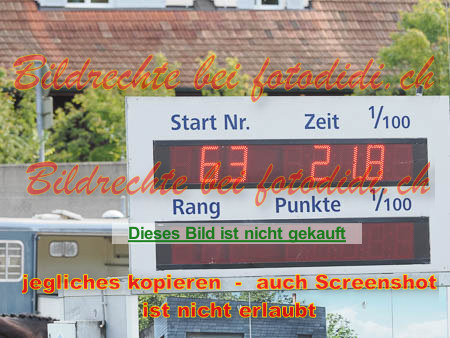 Bildrechte bei fotodidi.ch
Start Nr. Zeit 1/100
63 21.8
Bildrechte bei fotodidi.ch
Rang Punkte 1/100
Dieses Bild ist nicht gekauft
jegliches kopieren - auch Screenshot
ist nicht erlaubt